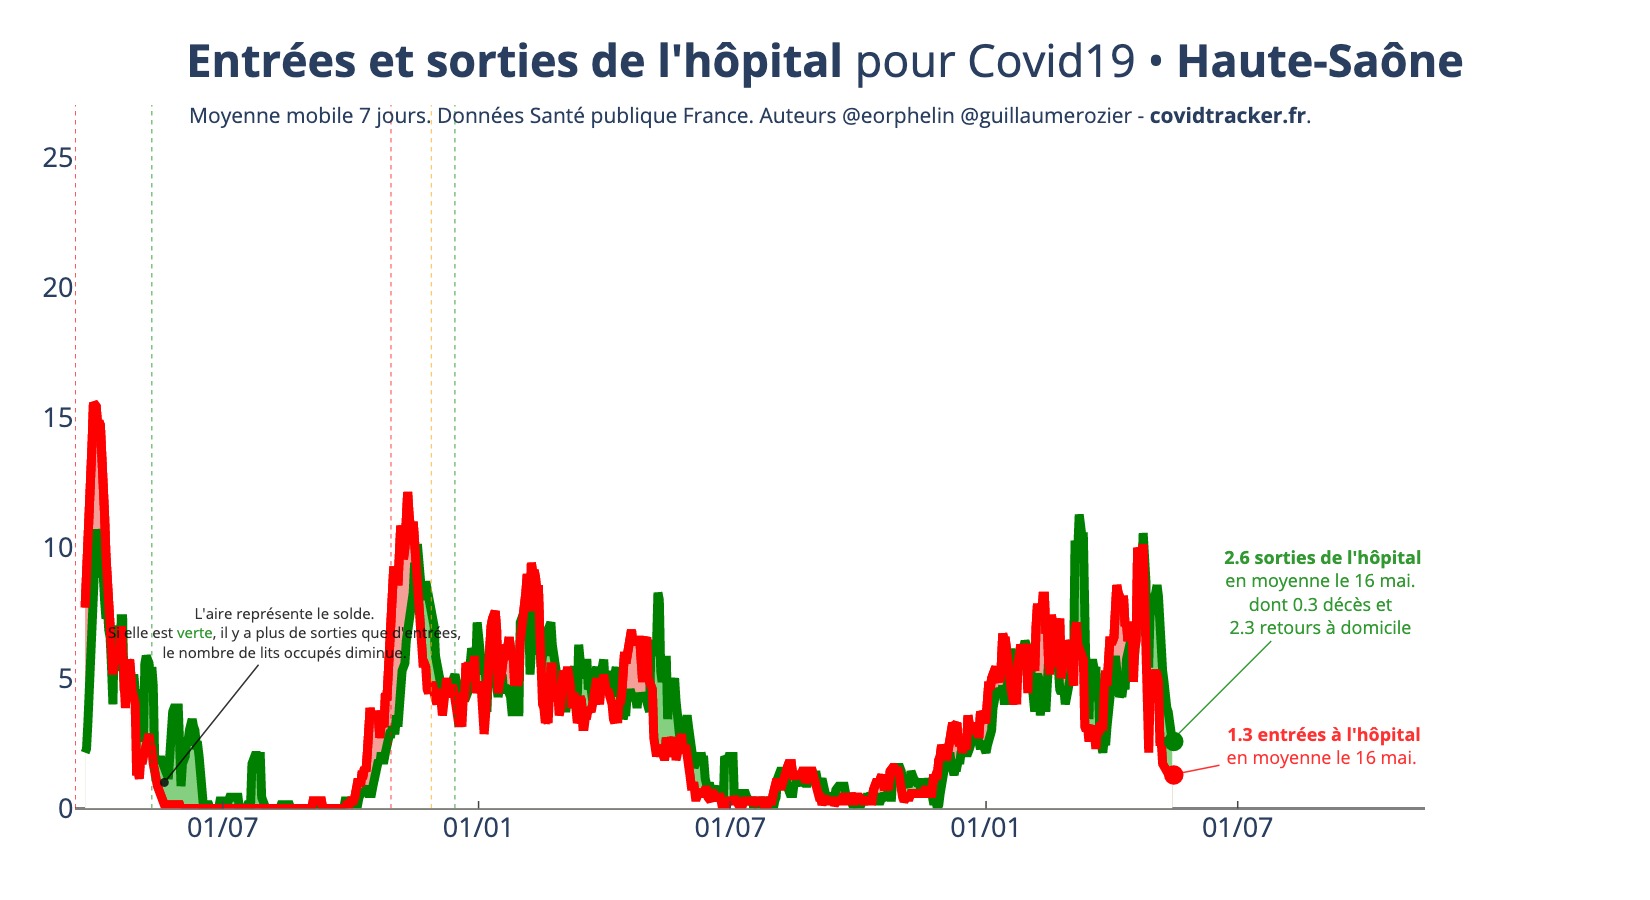 Entrées et sorties de l'hôpital pour Covid19 • Haute-Saône
Moyenne mobile 7 jours. Données Santé publique France. Auteurs @eorphelin @guillaumerozier - covidtracker.fr.
25
20
15
10
5
0
L'aire représente le solde.
Si elle est verte, il y a plus de sorties que d'entrées,
le nombre de lits occupés diminue.
2.6 sorties de l'hôpital
en moyenne le 16 mai.
dont 0.3 décès et
2.3 retours à domicile
1.3 entrées à l'hôpital
en moyenne le 16 mai.
01/07
01/01
01/07
01/01
01/07